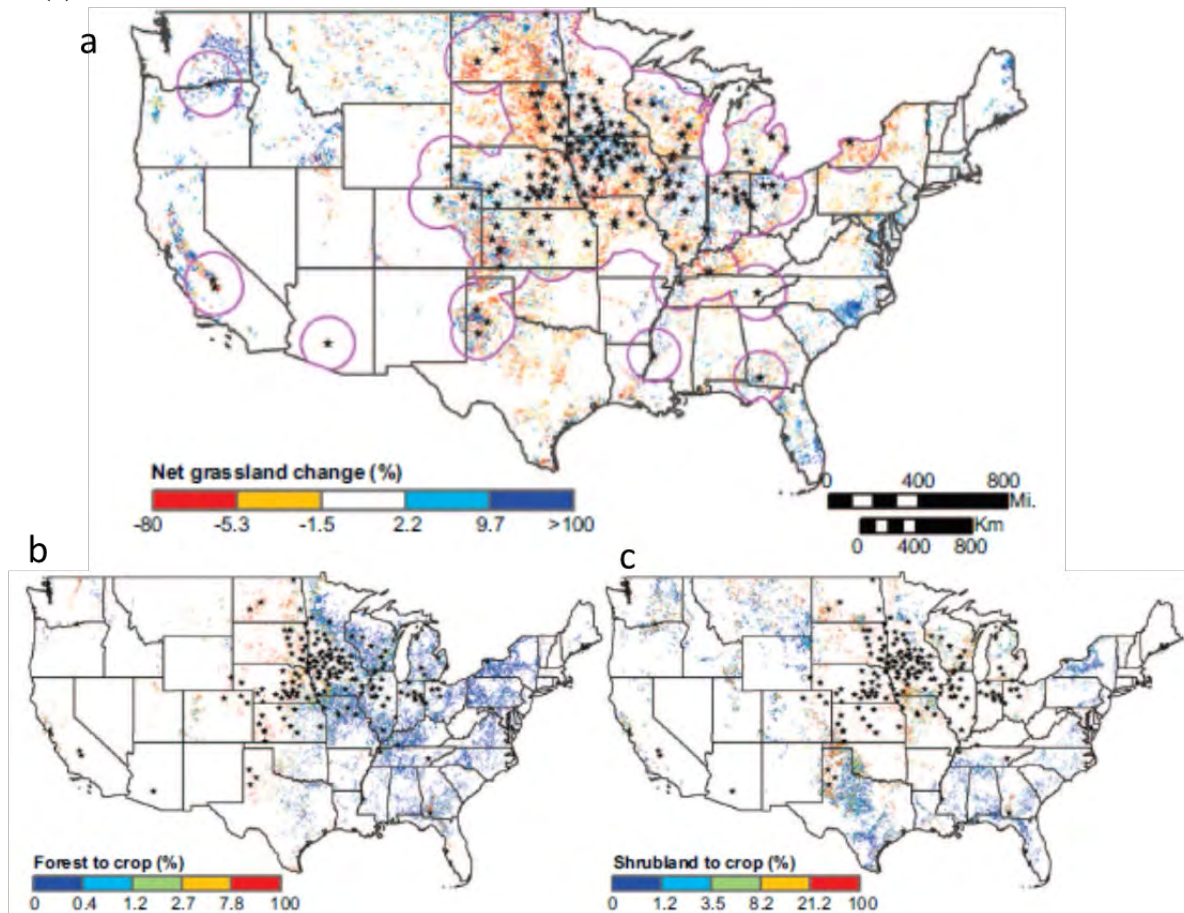 a
Net grassland change (%)
-80 -5.3 -1.5 2.2 9.7 >100
0 400 800
Mi.
Km
0 400 800
b
c
Forest to crop (%)
0 0.4 1.2 2.7 7.8 100
Shrubland to crop (%)
0 1.2 3.5 8.2 21.2 100